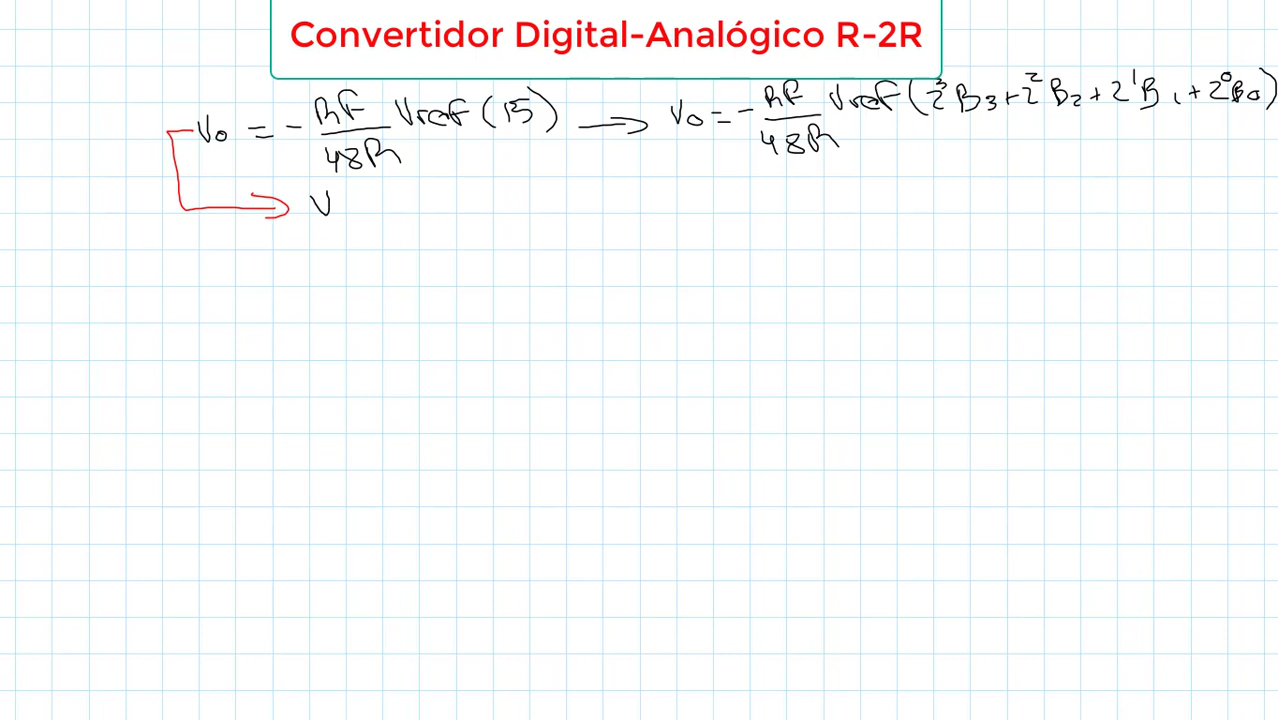 Convertidor Digital-Analógico R-2R
Vo = - RF/48R Vref (15) → Vo = - RF/48R Vref (2³B3 + 2²B2 + 2¹B1 + 2⁰B0)
V